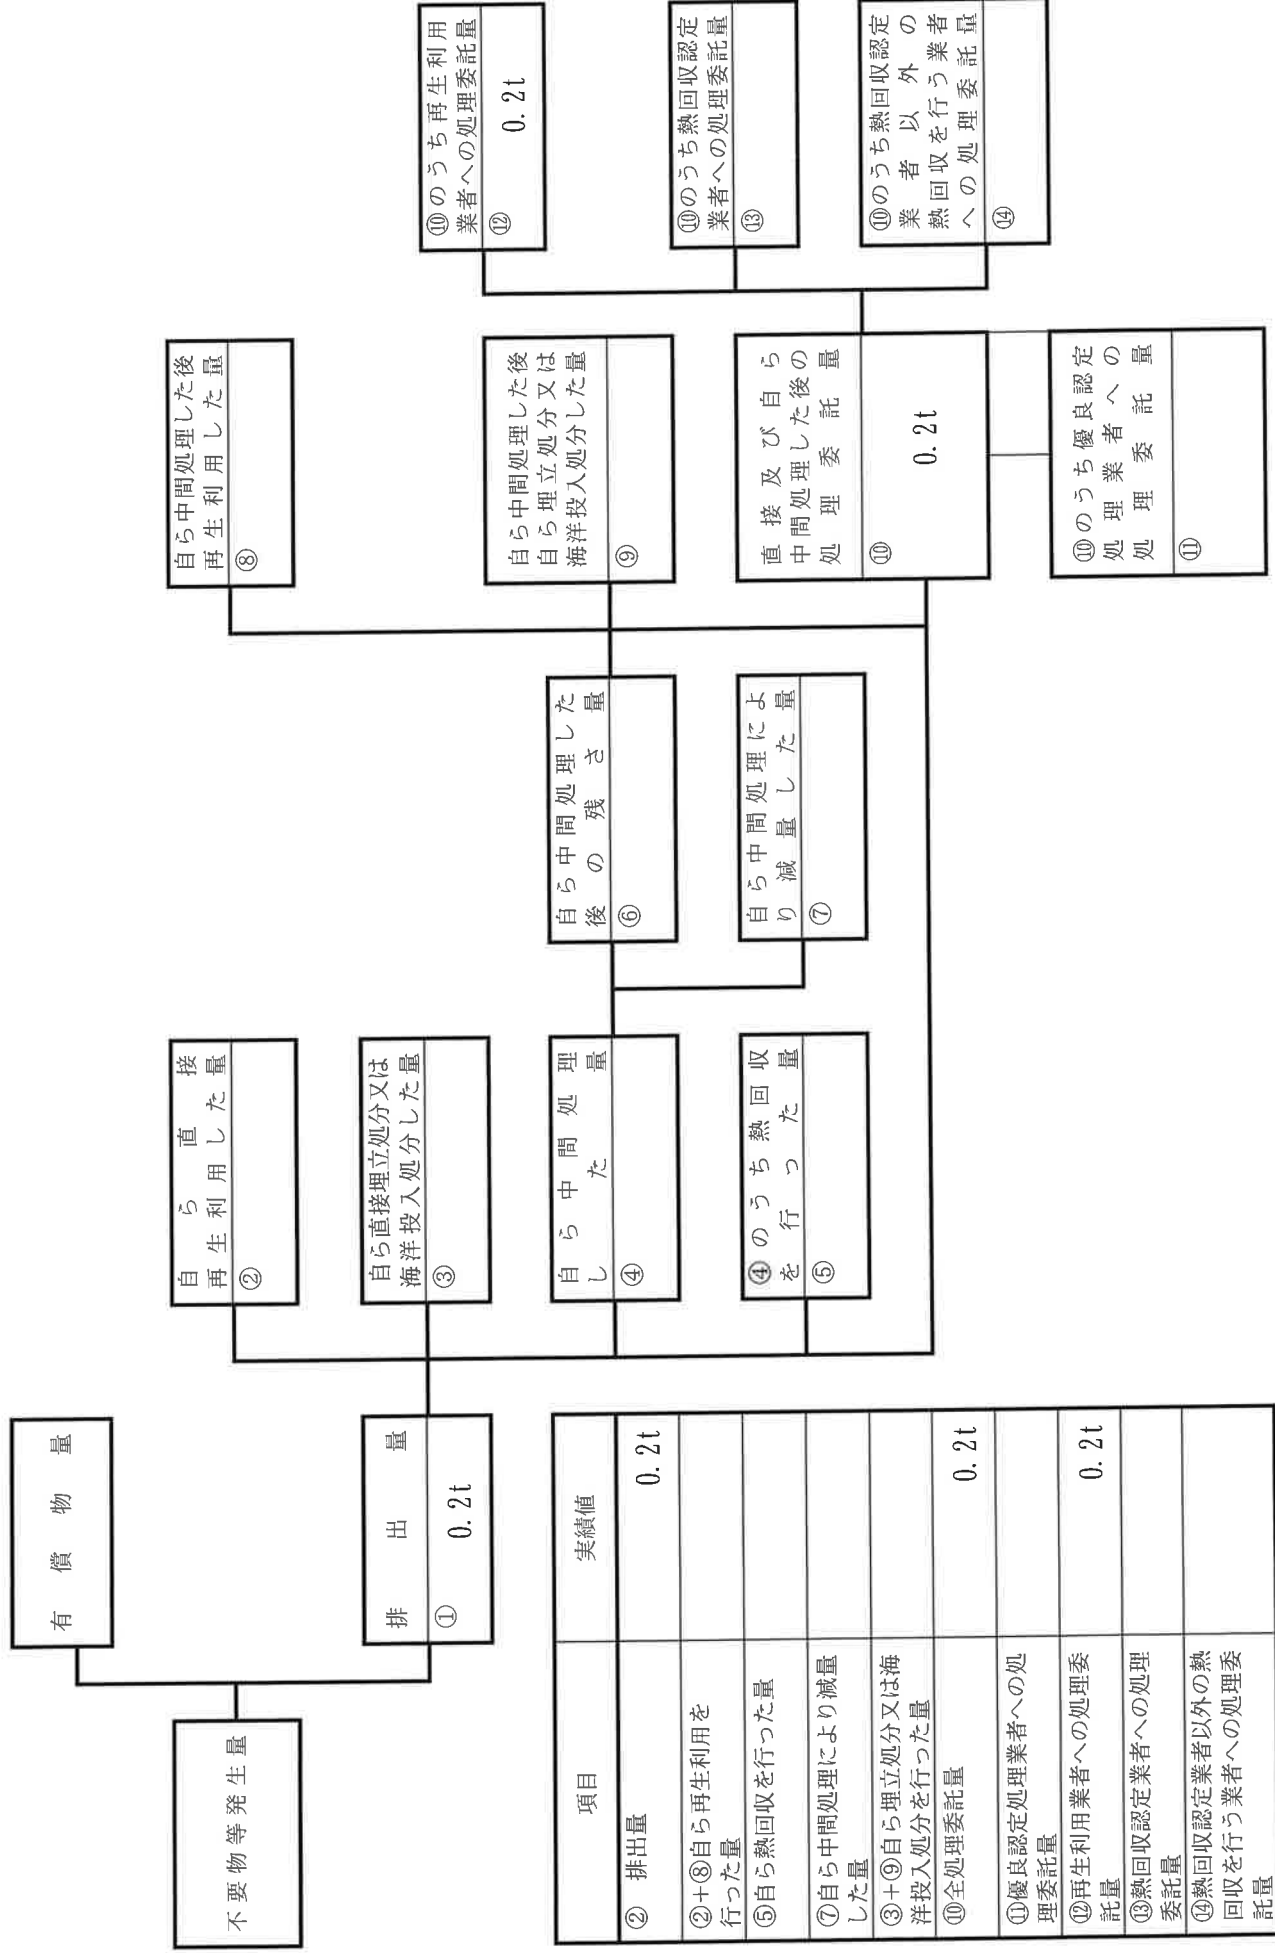 不要物等発生量
有償物量
排出量
①
0.2t
自ら直接
再生利用した量
②
自ら直接埋立処分又は
海洋投入処分した量
③
自ら中間処理
した量
④
④のうち熱回収
を行った量
⑤
自ら中間処理した
後の残さ量
⑥
自ら中間処理によ
り減量した量
⑦
自ら中間処理した後
再生利用した量
⑧
自ら中間処理した後
自ら埋立処分又は
海洋投入処分した量
⑨
直接及び自ら
中間処理した後の
処理委託量
⑩
0.2t
⑩のうち優良認定
処理業者への
処理委託量
⑪
⑩のうち再生利用
業者への処理委託量
⑫
0.2t
⑩のうち熱回収認定
業者への処理委託量
⑬
⑩のうち熱回収認定
業者以外の
熱回収を行う業者
への処理委託量
⑭
項目 実績値
② 排出量 0.2t
②+⑧自ら再生利用を
行った量
⑤自ら熱回収を行った量
⑦自ら中間処理により減量
した量
③+⑨自ら埋立処分又は海
洋投入処分を行った量
⑩全処理委託量 0.2t
⑪優良認定処理業者への処
理委託量
⑫再生利用業者への処理委 0.2t
託量
⑬熱回収認定業者への処理
委託量
⑭熱回収認定業者以外の熱
回収を行う業者への処理委
託量